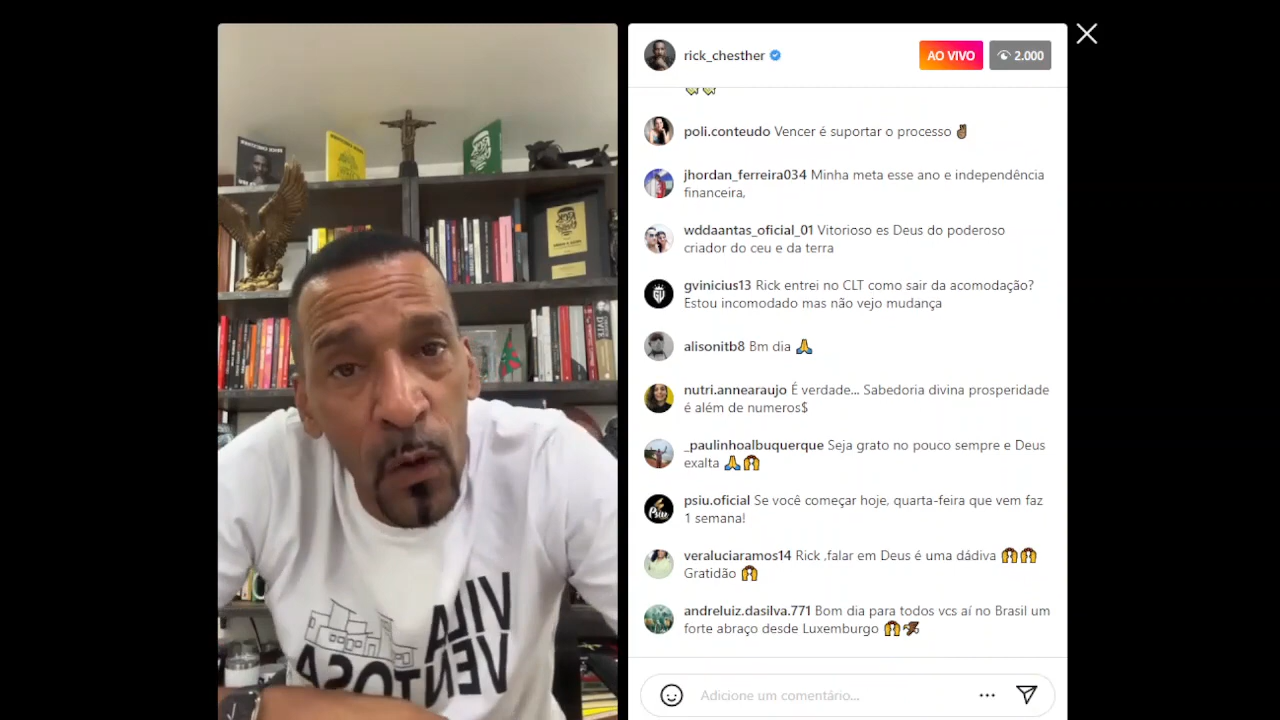 rick_chesther
AO VIVO
2.000
poli.conteudo Vencer é suportar o processo ✌🏽
jhordan_ferreira034 Minha meta esse ano e independência
financeira,
wddaantas_oficial_01 Vitorioso es Deus do poderoso
criador do ceu e da terra
gvinicius13 Rick entrei no CLT como sair da acomodação?
Estou incomodado mas não vejo mudança
alisonitb8 Bm dia 🙏
nutri.annearaujo É verdade... Sabedoria divina prosperidade
é além de numeros$
_paulinhoalbuquerque Seja grato no pouco sempre e Deus
exalta 🙏🙌
psiu.oficial Se você começar hoje, quarta-feira que vem faz
1 semana!
veraluciaramos14 Rick ,falar em Deus é uma dádiva 🙌🙌
Gratidão 🙌
andreluiz.dasilva.771 Bom dia para todos vcs aí no Brasil um
forte abraço desde Luxemburgo 🙌🦅
Adicione um comentário...
VILA
VENTOSA
Psiu